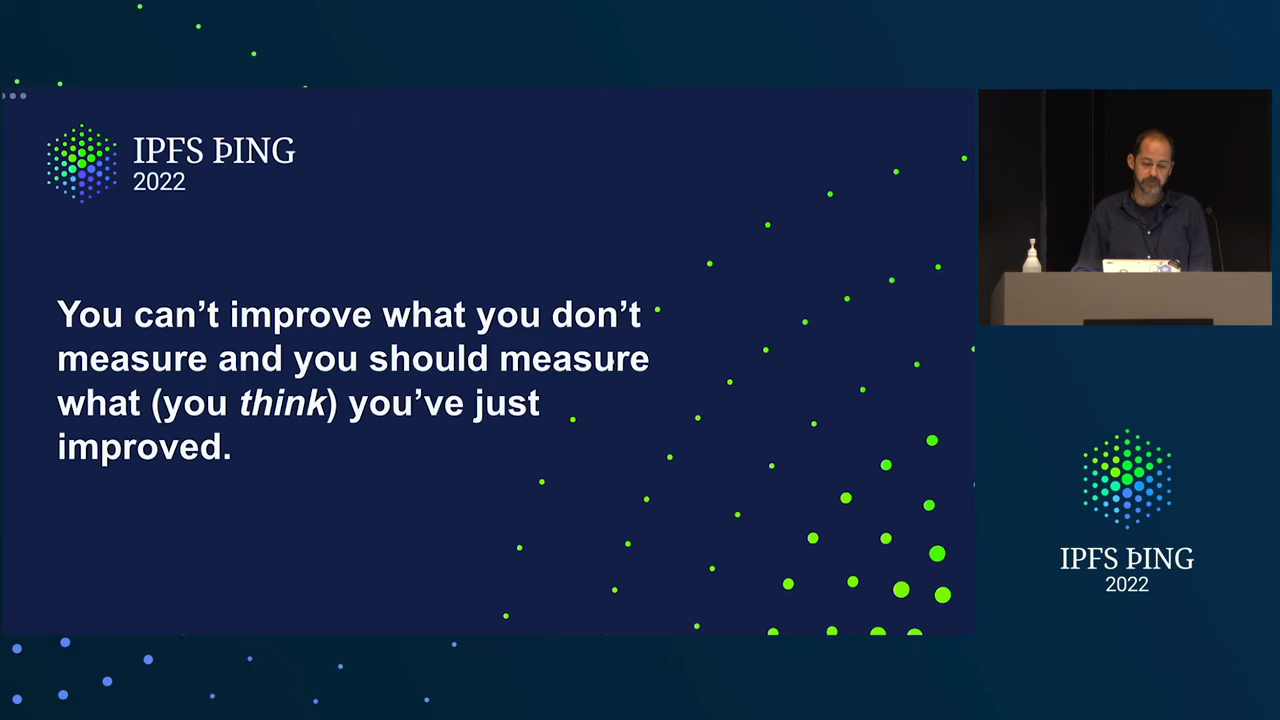 IPFS ÞING
2022
You can’t improve what you don’t
measure and you should measure
what (you think) you’ve just
improved.
IPFS ÞING
2022